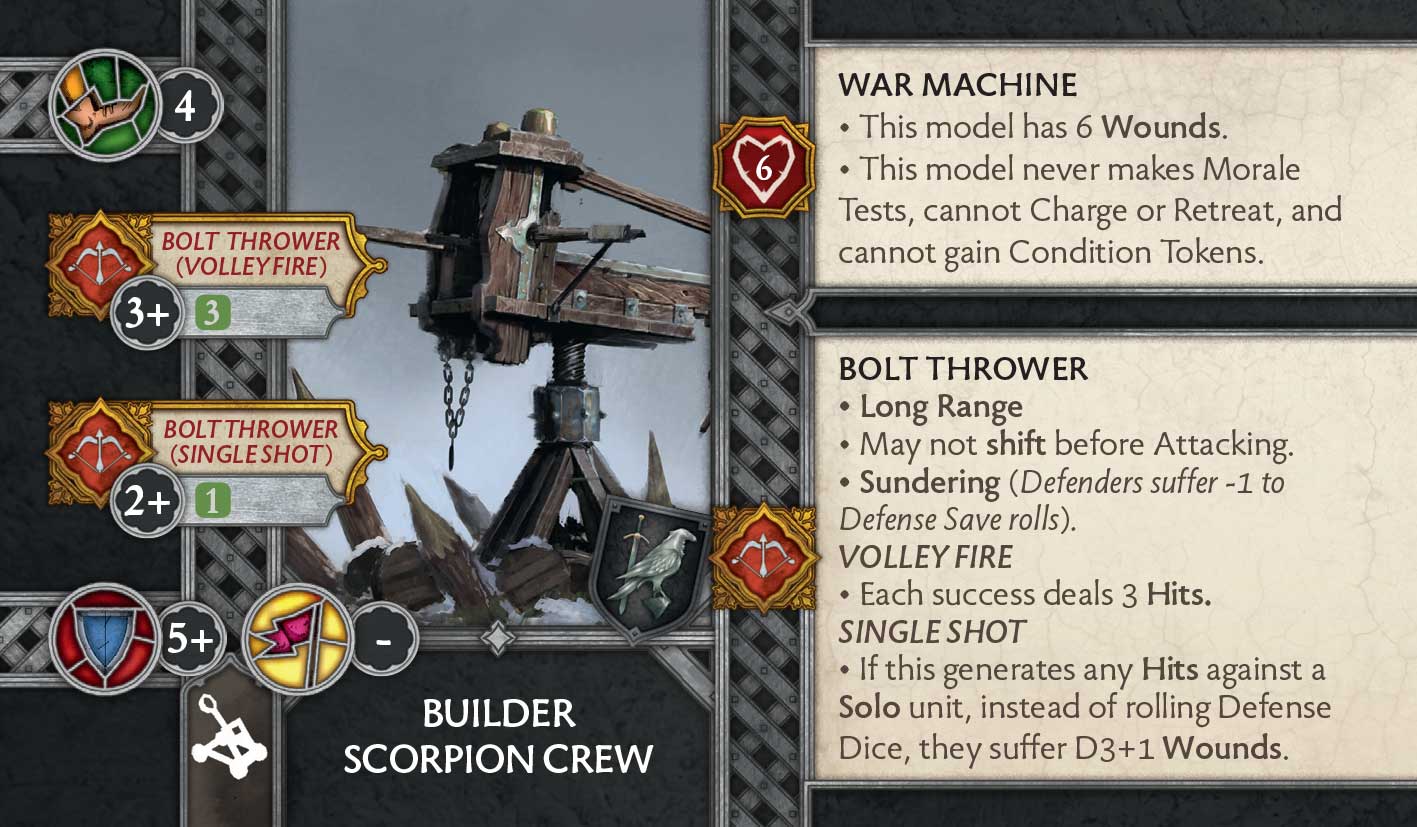 4
BOLT THROWER
(VOLLEY FIRE)
3+ 3
BOLT THROWER
(SINGLE SHOT)
2+ 1
5+ -
BUILDER
SCORPION CREW
6
WAR MACHINE
• This model has 6 Wounds.
• This model never makes Morale
Tests, cannot Charge or Retreat, and
cannot gain Condition Tokens.
BOLT THROWER
• Long Range
• May not shift before Attacking.
• Sundering (Defenders suffer -1 to
Defense Save rolls).
VOLLEY FIRE
• Each success deals 3 Hits.
SINGLE SHOT
• If this generates any Hits against a
Solo unit, instead of rolling Defense
Dice, they suffer D3+1 Wounds.